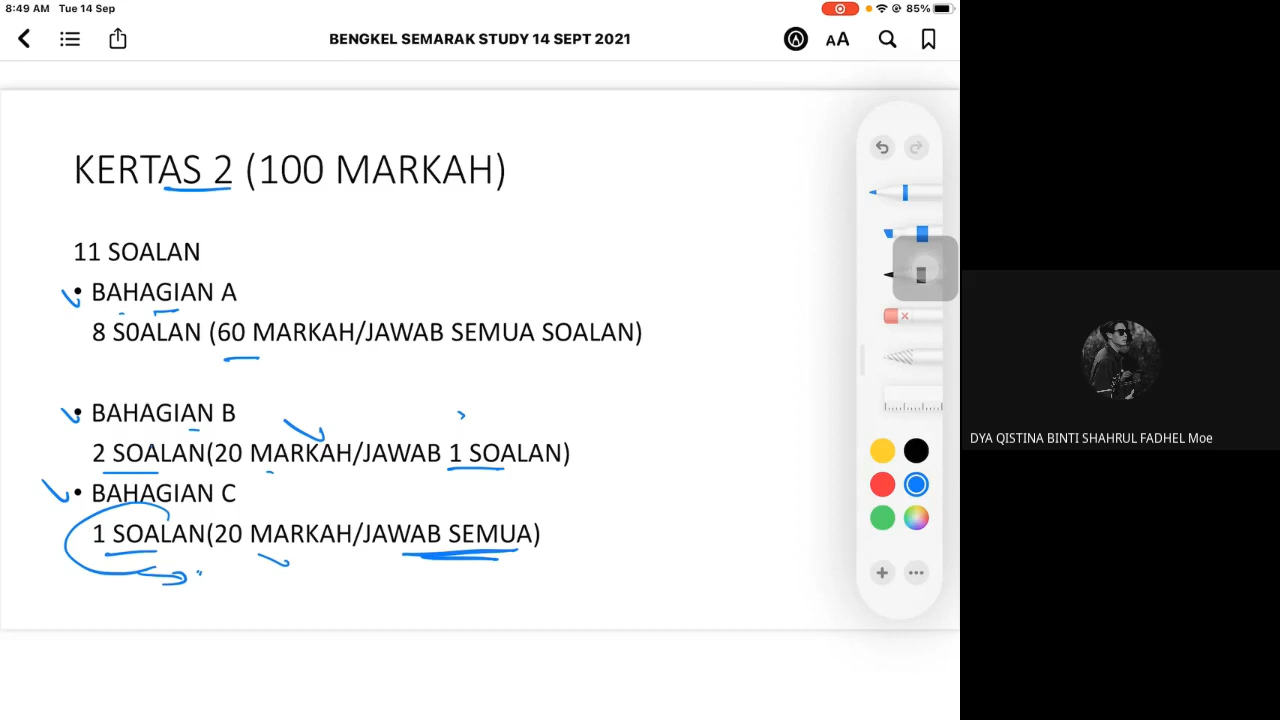 8:49 AM Tue 14 Sep 85%
BENGKEL SEMARAK STUDY 14 SEPT 2021 AA
KERTAS 2 (100 MARKAH)
11 SOALAN
• BAHAGIAN A
8 S0ALAN (60 MARKAH/JAWAB SEMUA SOALAN)
• BAHAGIAN B
2 SOALAN(20 MARKAH/JAWAB 1 SOALAN)
• BAHAGIAN C
1 SOALAN(20 MARKAH/JAWAB SEMUA)
DYA QISTINA BINTI SHAHRUL FADHEL Moe